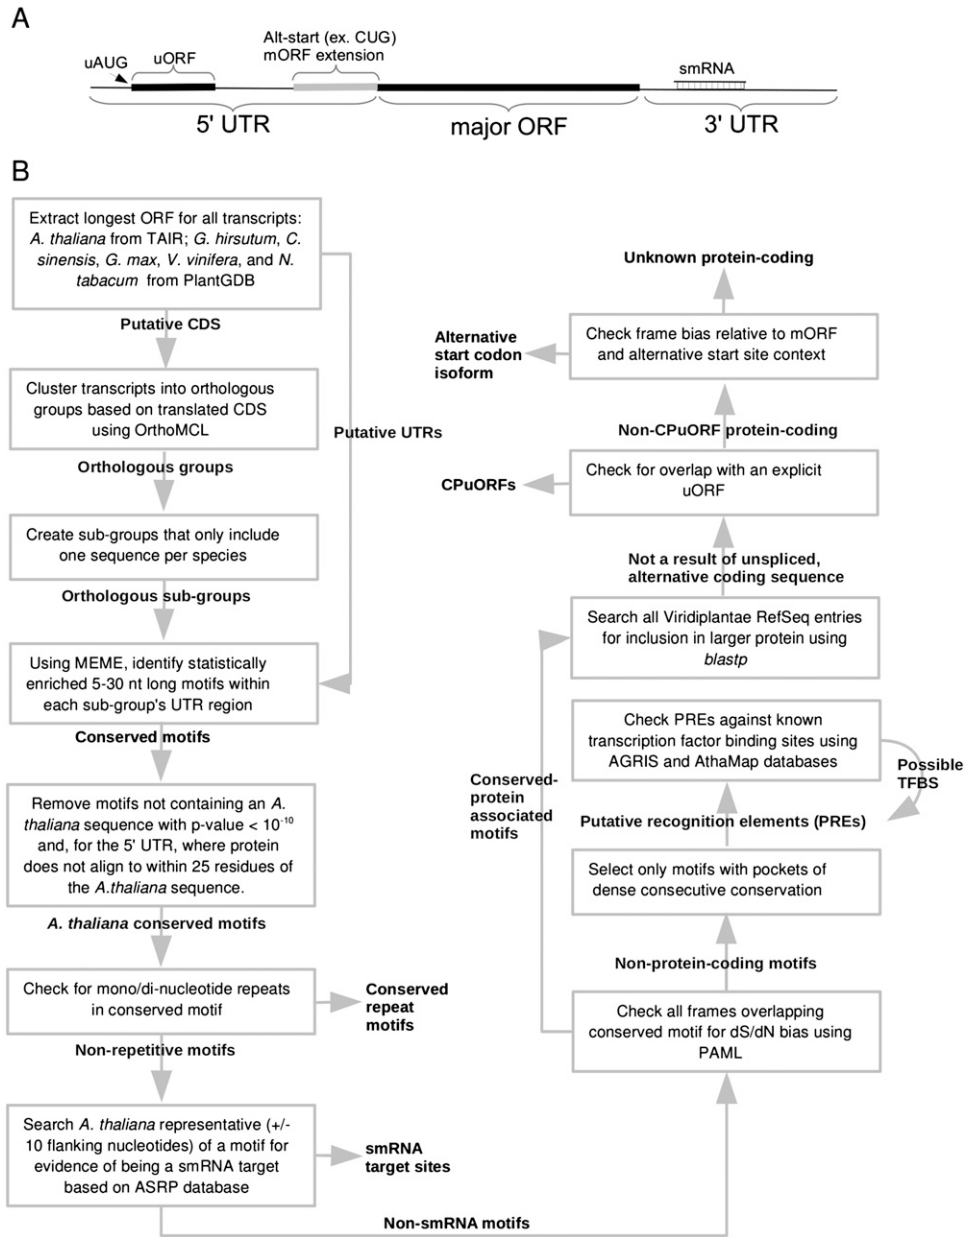 A
Alt-start (ex. CUG)
mORF extension
uORF
uAUG
smRNA
5' UTR
major ORF
3' UTR
B
Extract longest ORF for all transcripts:
A. thaliana from TAIR; G. hirsutum, C.
sinensis, G. max, V. vinifera, and N.
tabacum from PlantGDB
Putative CDS
Cluster transcripts into orthologous
groups based on translated CDS
using OrthoMCL
Putative UTRs
Orthologous groups
Create sub-groups that only include
one sequence per species
Orthologous sub-groups
Using MEME, identify statistically
enriched 5-30 nt long motifs within
each sub-group's UTR region
Conserved motifs
Remove motifs not containing an A.
thaliana sequence with p-value < 10-10
and, for the 5' UTR, where protein
does not align to within 25 residues of
the A.thaliana sequence.
A. thaliana conserved motifs
Check for mono/di-nucleotide repeats
in conserved motif
Conserved
repeat
motifs
Non-repetitive motifs
Search A. thaliana representative (+/-
10 flanking nucleotides) of a motif for
evidence of being a smRNA target
based on ASRP database
smRNA
target sites
Non-smRNA motifs
Unknown protein-coding
Check frame bias relative to mORF
and alternative start site context
Alternative
start codon
isoform
Non-CPuORF protein-coding
Check for overlap with an explicit
uORF
CPuORFs
Not a result of unspliced,
alternative coding sequence
Search all Viridiplantae RefSeq entries
for inclusion in larger protein using
blastp
Check PREs against known
transcription factor binding sites using
AGRIS and AthaMap databases
Possible
TFBS
Conserved-
protein
associated
motifs
Putative recognition elements (PREs)
Select only motifs with pockets of
dense consecutive conservation
Non-protein-coding motifs
Check all frames overlapping
conserved motif for dS/dN bias using
PAML